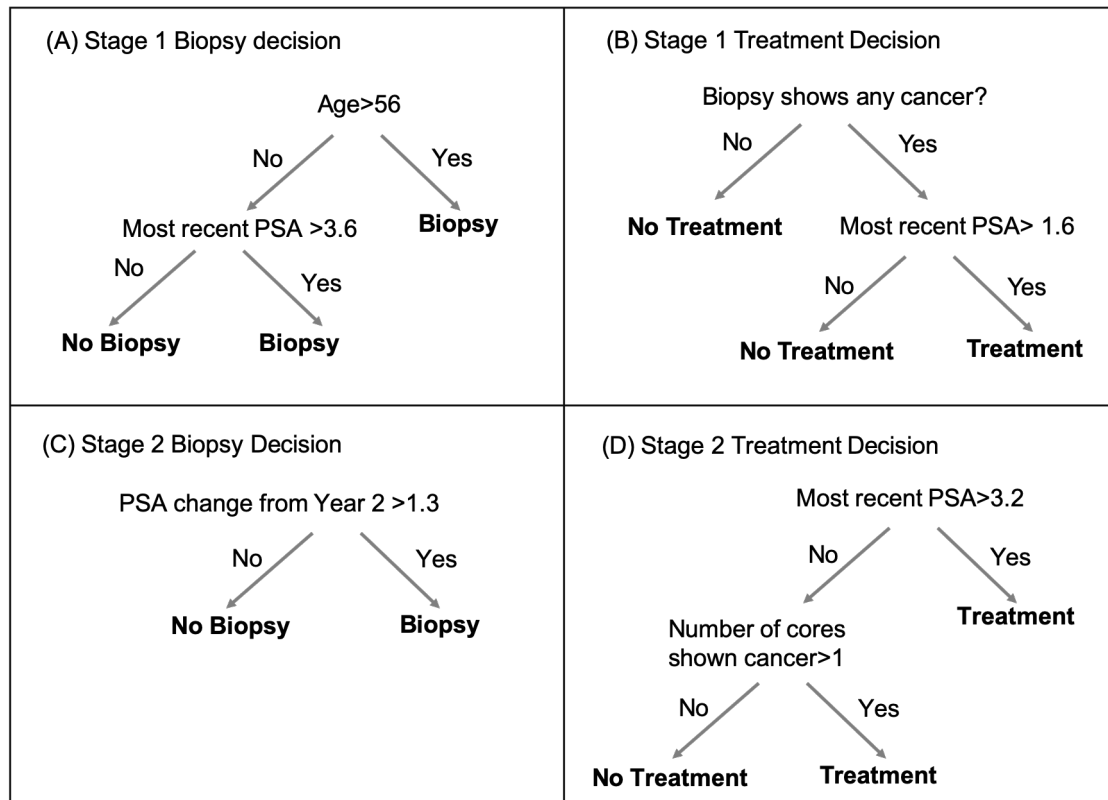 (A) Stage 1 Biopsy decision
Age>56
No
Yes
Most recent PSA >3.6
Biopsy
No
Yes
No Biopsy
Biopsy
(B) Stage 1 Treatment Decision
Biopsy shows any cancer?
No
Yes
No Treatment
Most recent PSA> 1.6
No
Yes
No Treatment
Treatment
(C) Stage 2 Biopsy Decision
PSA change from Year 2 >1.3
No
Yes
No Biopsy
Biopsy
(D) Stage 2 Treatment Decision
Most recent PSA>3.2
No
Yes
Treatment
Number of cores
shown cancer>1
No
Yes
No Treatment
Treatment